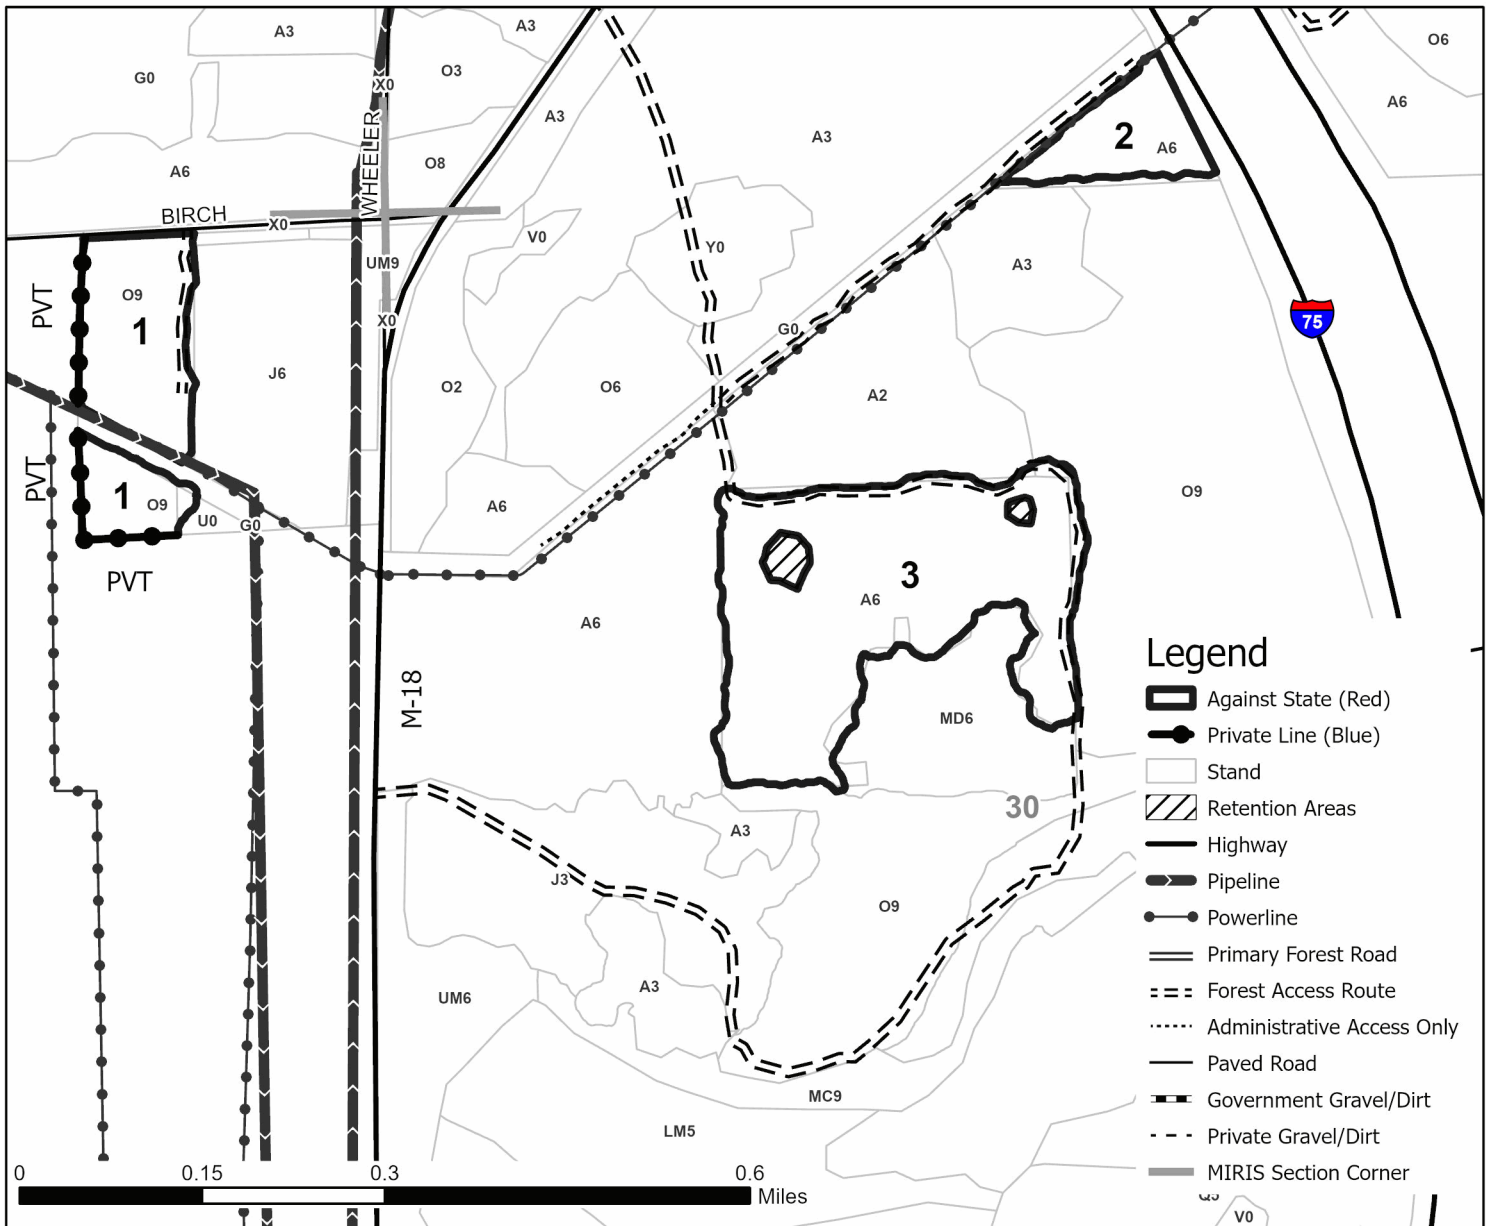 A3
A3
O6
G0
O3
X0
A6
A3
A3
WHEELER
2
A6
O8
A6
BIRCH
X0
V0
Y0
UM9
A3
O9
PVT
1
X0
G0
75
J6
O2
O6
A2
PVT
1
O9
U0
G0
A6
O9
3
A6
A6
PVT
M-18
MD6
30
A3
J3
O9
A3
UM6
MC9
LM5
V0
Legend
Against State (Red)
Private Line (Blue)
Stand
Retention Areas
Highway
Pipeline
Powerline
Primary Forest Road
Forest Access Route
Administrative Access Only
Paved Road
Government Gravel/Dirt
Private Gravel/Dirt
MIRIS Section Corner
0 0.15 0.3 0.6
Miles